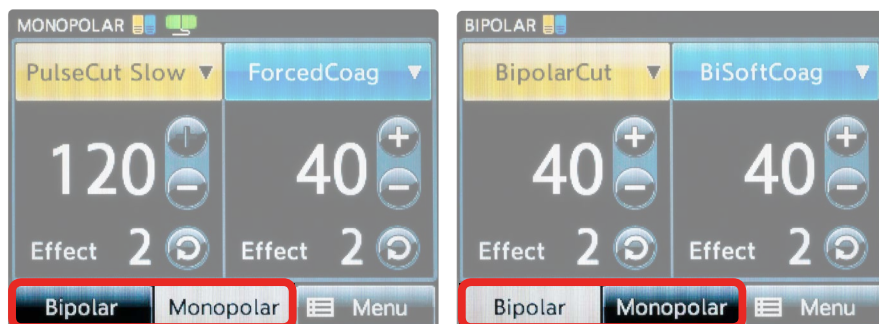 MONOPOLAR
PulseCut Slow ForcedCoag
120 40
Effect 2 Effect 2
Bipolar Monopolar Menu
BIPOLAR
BipolarCut BiSoftCoag
40 40
Effect 2 Effect 2
Bipolar Monopolar Menu